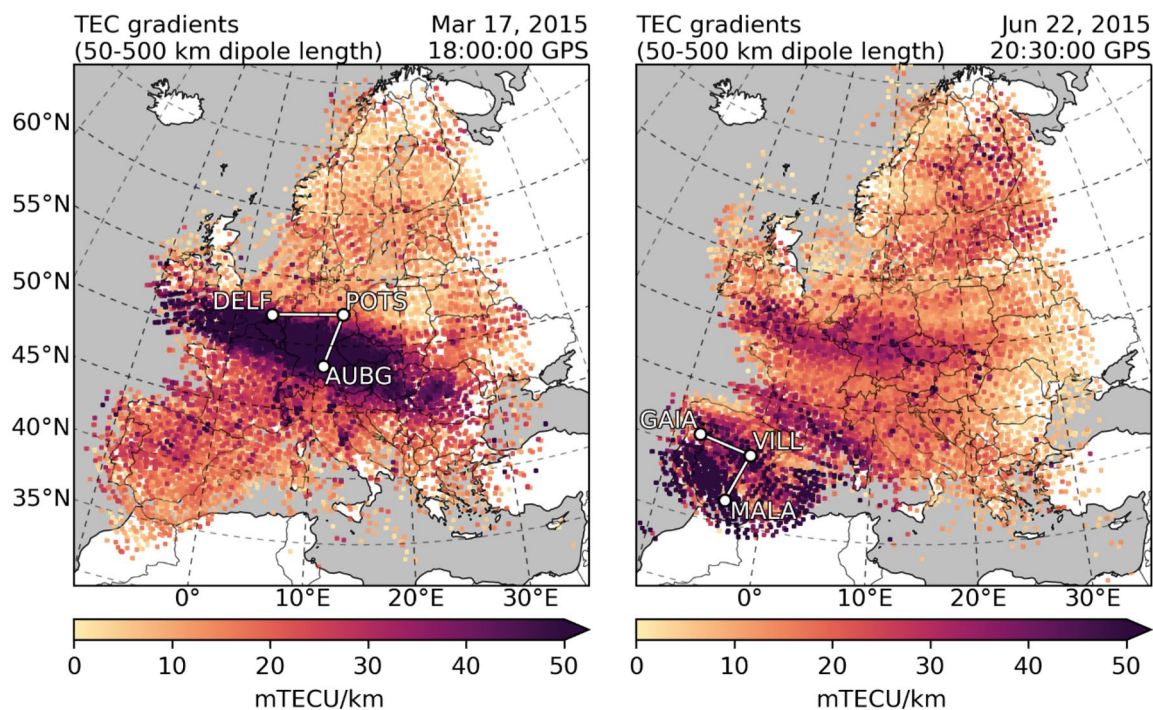 TEC gradients
(50-500 km dipole length)
Mar 17, 2015
18:00:00 GPS
60°N
55°N
50°N
45°N
40°N
35°N
DELF
POTS
AUBG
0°
10°E
20°E
30°E
0
10
20
30
40
50
mTECU/km
TEC gradients
(50-500 km dipole length)
Jun 22, 2015
20:30:00 GPS
GAIA
VILL
MALA
0°
10°E
20°E
30°E
0
10
20
30
40
50
mTECU/km